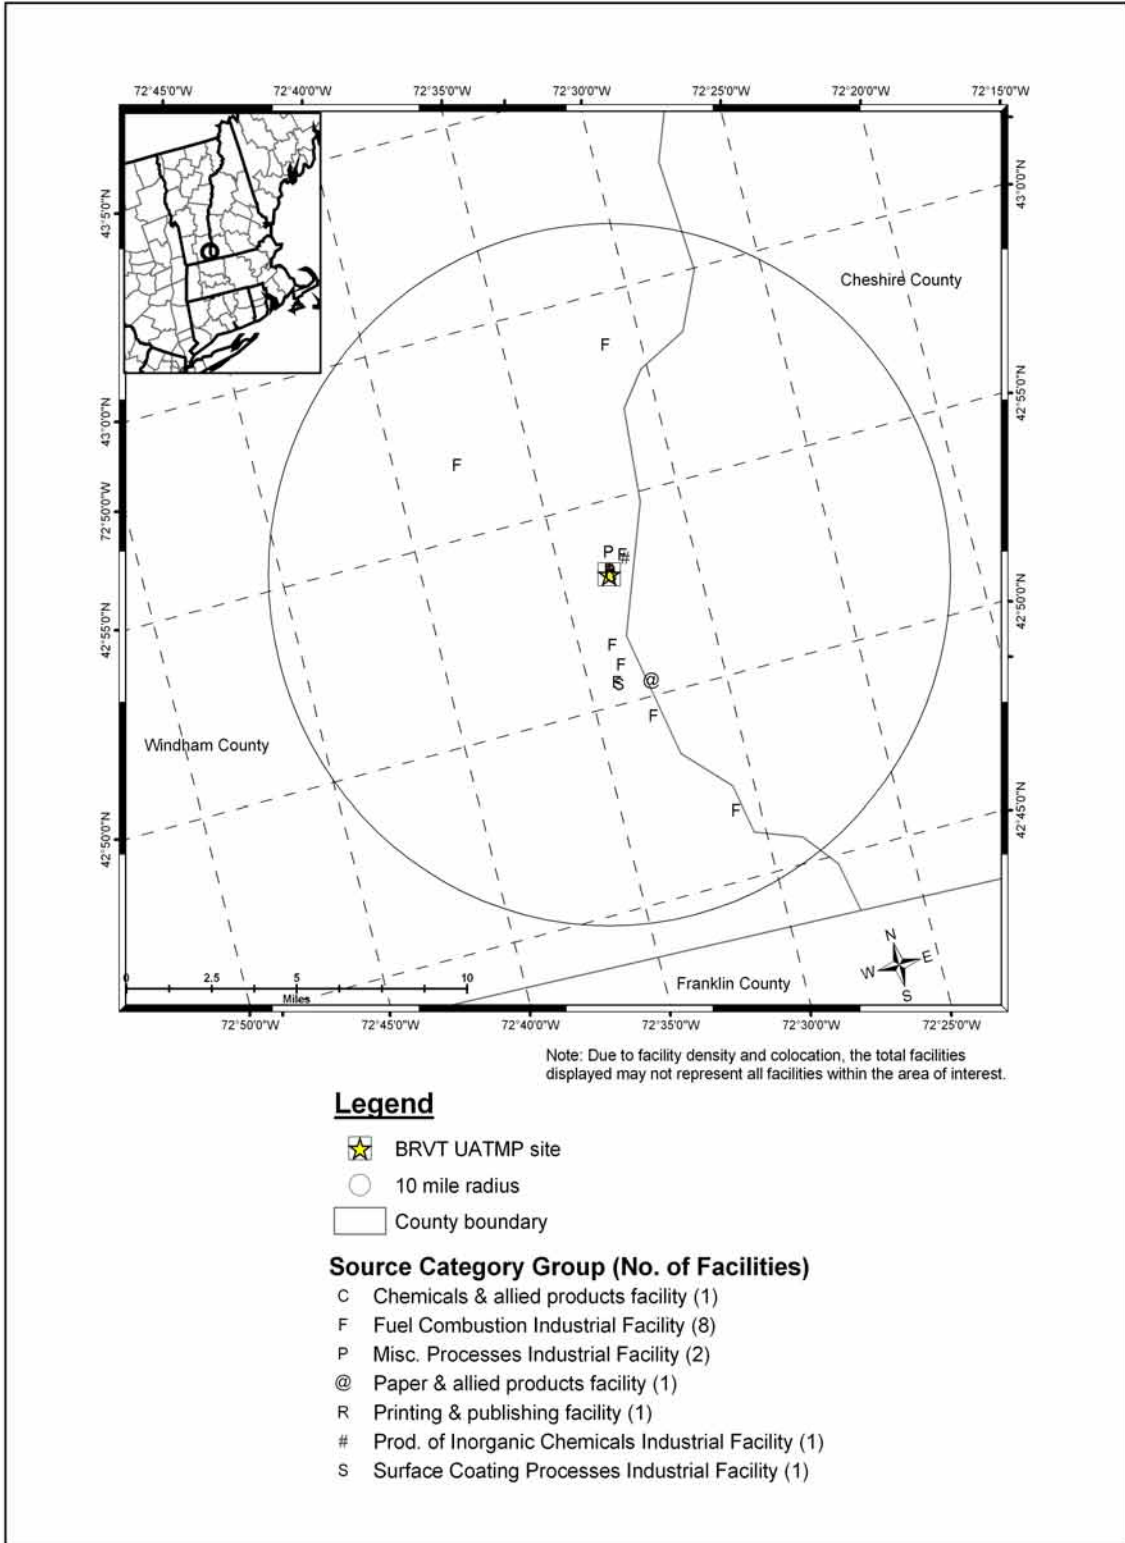 72°45'0"W 72°40'0"W 72°35'0"W 72°30'0"W 72°25'0"W 72°20'0"W 72°15'0"W
43°5'0"N
43°0'0"N
Cheshire County
F
42°55'0"N
43°0'0"N
F
72°50'0"W
P F #
42°50'0"N
42°55'0"N
F
F
F S @
F
Windham County
F
42°45'0"N
42°50'0"N
N
W E
S
0 2.5 5 10
Miles
Franklin County
72°50'0"W 72°45'0"W 72°40'0"W 72°35'0"W 72°30'0"W 72°25'0"W
Note: Due to facility density and colocation, the total facilities
displayed may not represent all facilities within the area of interest.
Legend
BRVT UATMP site
10 mile radius
County boundary
Source Category Group (No. of Facilities)
C Chemicals & allied products facility (1)
F Fuel Combustion Industrial Facility (8)
P Misc. Processes Industrial Facility (2)
@ Paper & allied products facility (1)
R Printing & publishing facility (1)
# Prod. of Inorganic Chemicals Industrial Facility (1)
S Surface Coating Processes Industrial Facility (1)